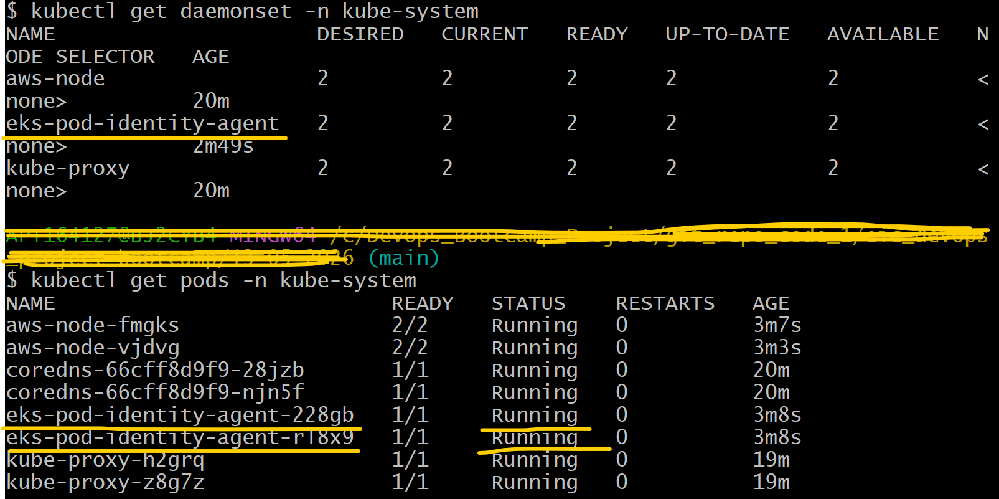 $ kubectl get daemonset -n kube-system
NAME                     DESIRED   CURRENT   READY   UP-TO-DATE   AVAILABLE   N
ODE SELECTOR   AGE
aws-node                 2         2         2       2            2           <
none>          20m
eks-pod-identity-agent   2         2         2       2            2           <
none>          2m49s
kube-proxy               2         2         2       2            2           <
none>          20m
MINGW64
(main)
$ kubectl get pods -n kube-system
NAME                           READY   STATUS    RESTARTS   AGE
aws-node-fmgks                 2/2     Running   0          3m7s
aws-node-vjdvg                 2/2     Running   0          3m3s
coredns-66cff8d9f9-28jzb       1/1     Running   0          20m
coredns-66cff8d9f9-njn5f       1/1     Running   0          20m
eks-pod-identity-agent-228gb   1/1     Running   0          3m8s
eks-pod-identity-agent-rl8x9   1/1     Running   0          3m8s
kube-proxy-h2grq               1/1     Running   0          19m
kube-proxy-z8g7z               1/1     Running   0          19m